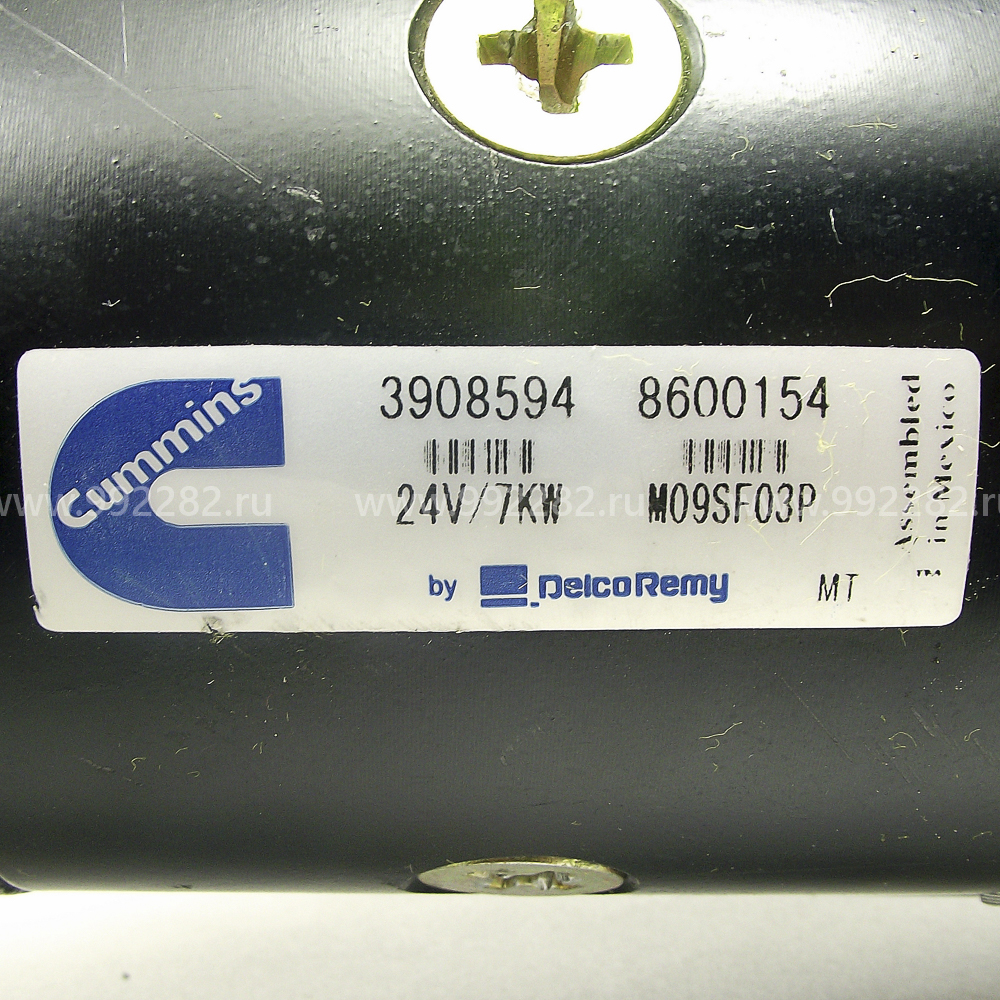 Cummins
3908594 8600154
24V/7KW M09SF03P
by DelcoRemy MT
Assembled
in Mexico
TM
www.992282.ru www.992282.ru www.992282.ru